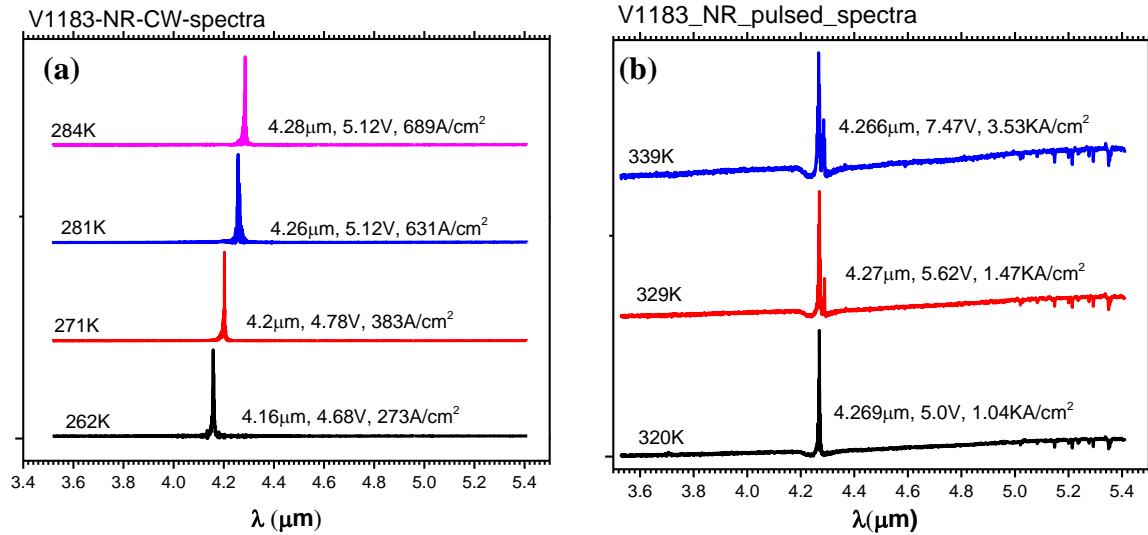 V1183-NR-CW-spectra
(a)
284K
4.28μm, 5.12V, 689A/cm²
281K
4.26μm, 5.12V, 631A/cm²
271K
4.2μm, 4.78V, 383A/cm²
262K
4.16μm, 4.68V, 273A/cm²
3.4 3.6 3.8 4.0 4.2 4.4 4.6 4.8 5.0 5.2 5.4
λ (μm)
V1183_NR_pulsed_spectra
(b)
339K
4.266μm, 7.47V, 3.53KA/cm²
329K
4.27μm, 5.62V, 1.47KA/cm²
320K
4.269μm, 5.0V, 1.04KA/cm²
3.6 3.8 4.0 4.2 4.4 4.6 4.8 5.0 5.2 5.4
λ(μm)